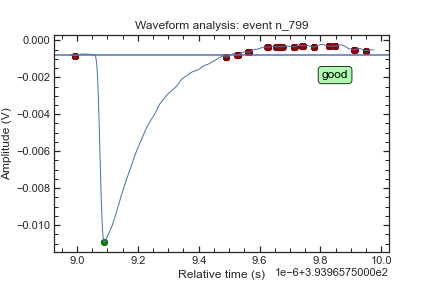 Waveform analysis: event n_799
0.000
−0.002
−0.004
−0.006
−0.008
−0.010
Amplitude (V)
good
9.0 9.2 9.4 9.6 9.8 10.0
1e−6+3.9396575000e2
Relative time (s)